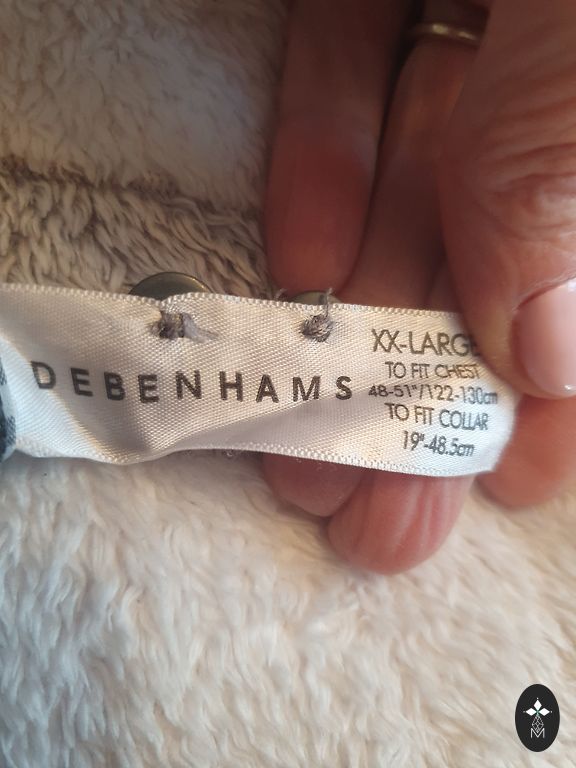 DEBENHAMS
XX-LARGE
TO FIT CHEST
48-51"/122-130cm
TO FIT COLLAR
19"-48.5cm